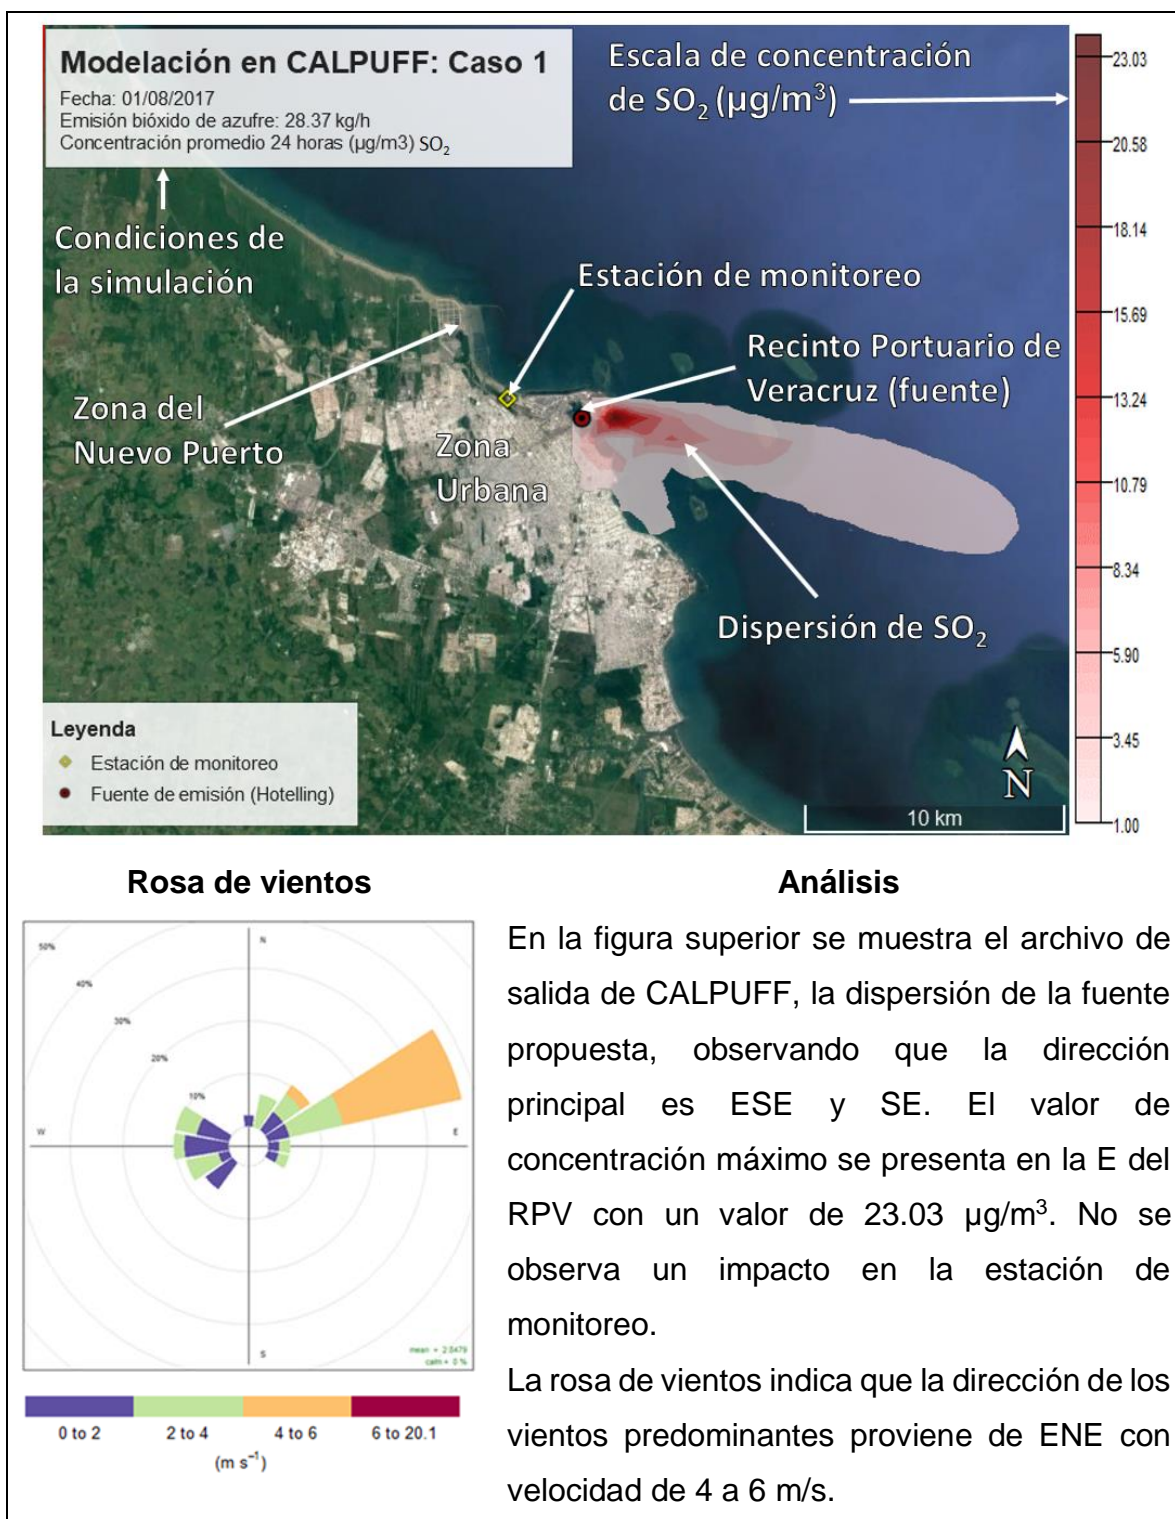 Modelación en CALPUFF: Caso 1
Fecha: 01/08/2017
Emisión bióxido de azufre: 28.37 kg/h
Concentración promedio 24 horas (µg/m3) SO₂
Escala de concentración
de SO₂ (µg/m³)
23.03
20.58
18.14
15.69
13.24
10.79
8.34
5.90
3.45
1.00
Condiciones de
la simulación
Estación de monitoreo
Recinto Portuario de
Veracruz (fuente)
Zona del
Nuevo Puerto
Zona
Urbana
Dispersión de SO₂
Leyenda
Estación de monitoreo
Fuente de emisión (Hotelling)
N
10 km
Rosa de vientos
50%
40%
30%
20%
10%
N
W
E
S
mean = 2.8479
calm = 0 %
0 to 2
2 to 4
4 to 6
6 to 20.1
(m s⁻¹)
Análisis
En la figura superior se muestra el archivo de
salida de CALPUFF, la dispersión de la fuente
propuesta, observando que la dirección
principal es ESE y SE. El valor de
concentración máximo se presenta en la E del
RPV con un valor de 23.03 µg/m³. No se
observa un impacto en la estación de
monitoreo.
La rosa de vientos indica que la dirección de los
vientos predominantes proviene de ENE con
velocidad de 4 a 6 m/s.